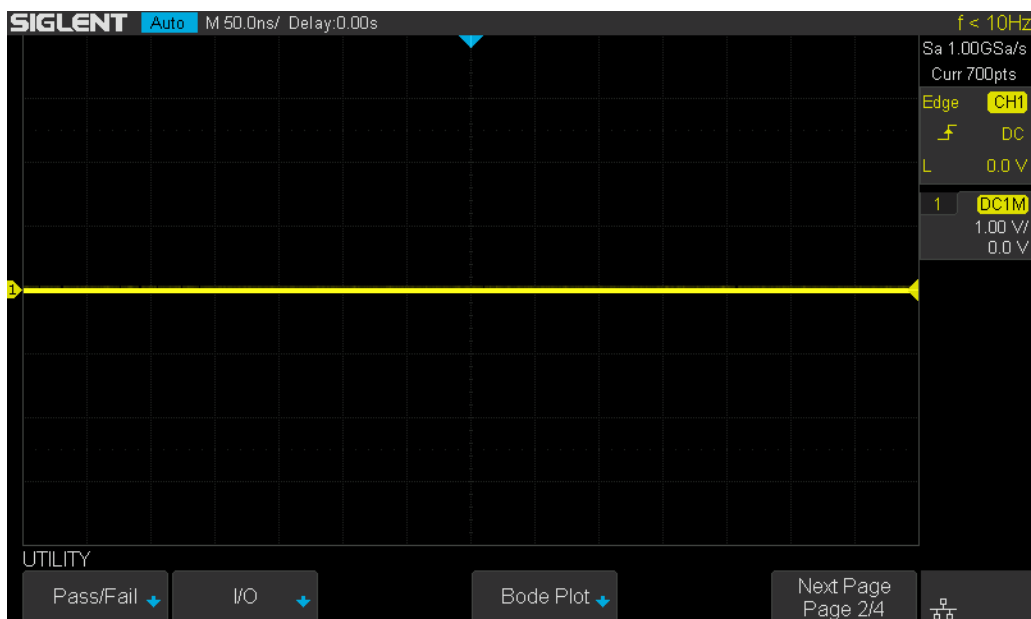 SIGLENT Auto M 50.0ns/ Delay:0.00s f < 10Hz
Sa 1.00GSa/s
Curr 700pts
Edge CH1
DC
L 0.0 V
1 DC1M
1.00 V/
0.0 V
1
UTILITY
Pass/Fail I/O Bode Plot Next Page
Page 2/4